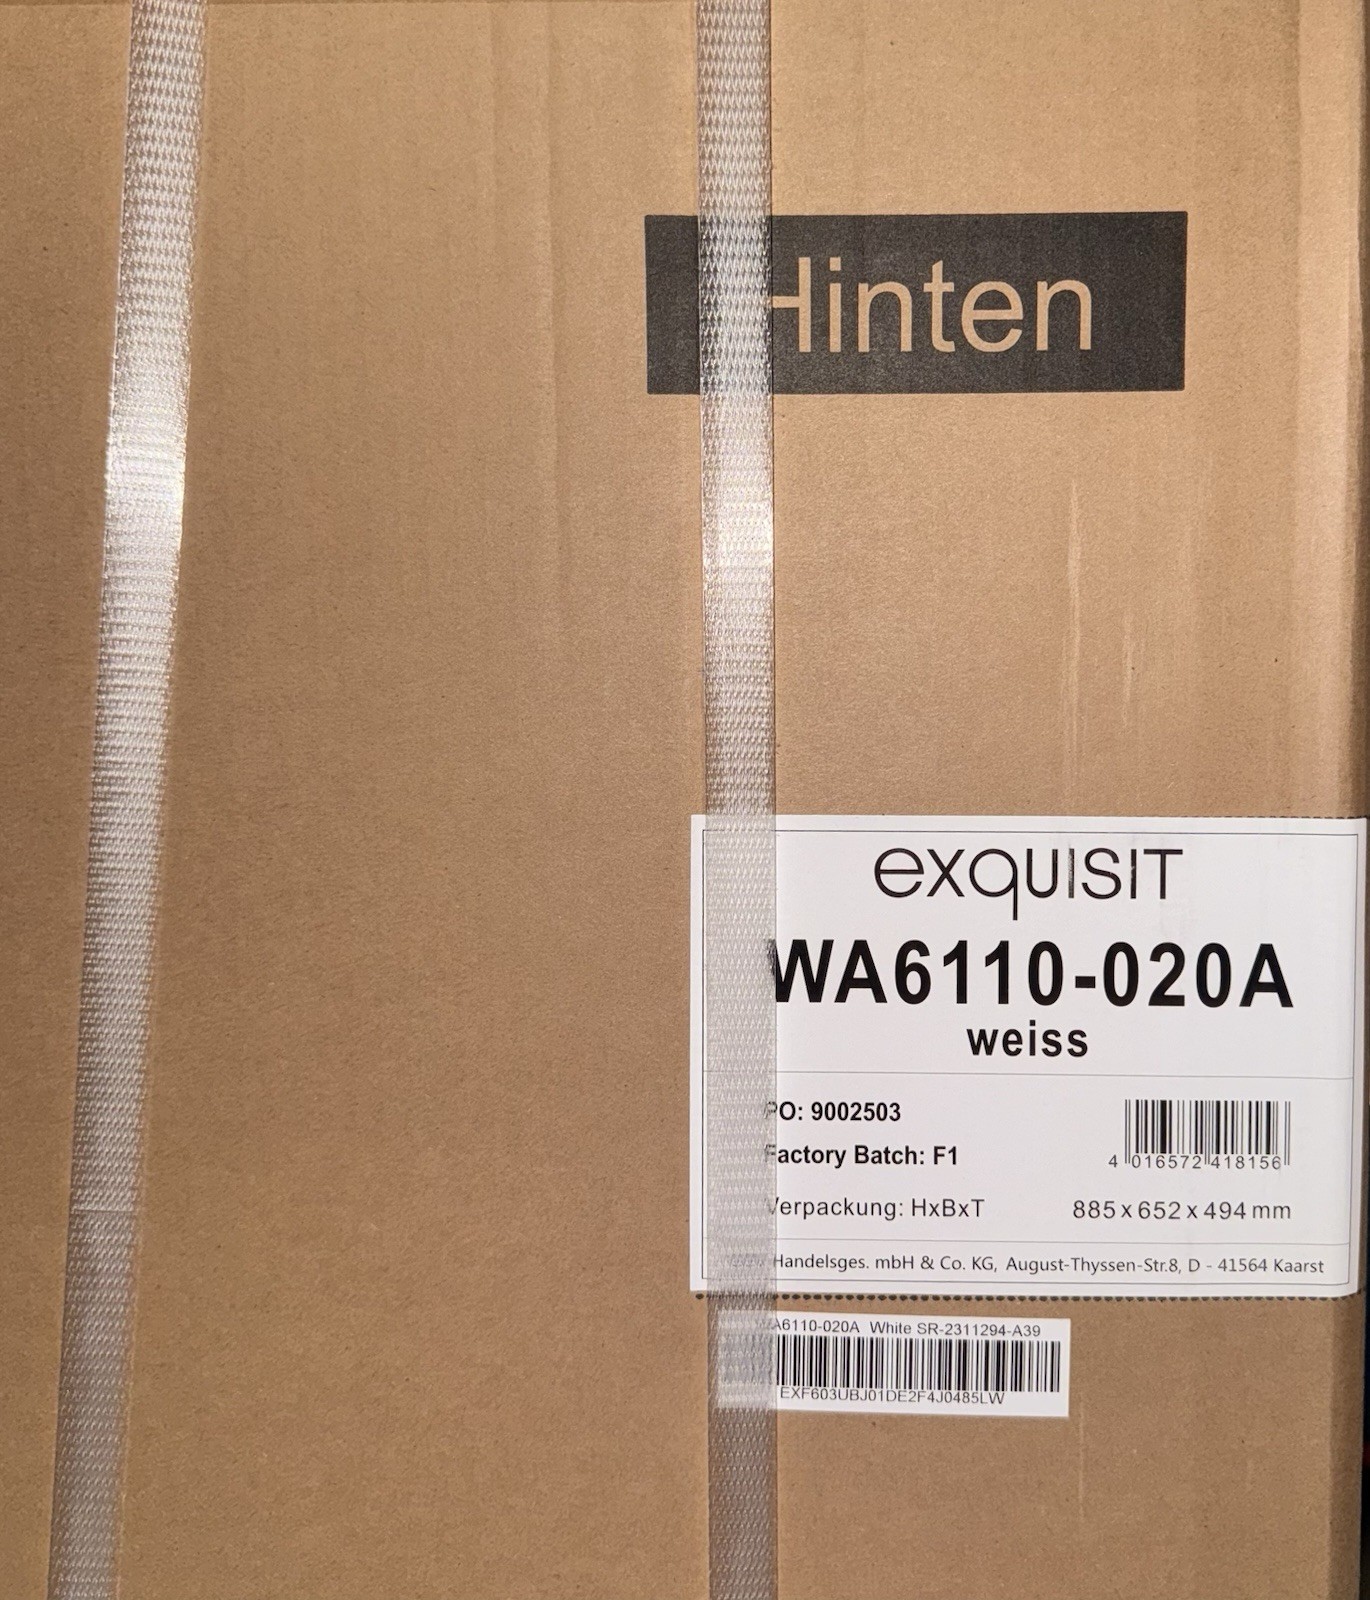 Hinten
exquisit
WA6110-020A
weiss
PO: 9002503
Factory Batch: F1
4 016572 418156
Verpackung: HxBxT 885 x 652 x 494 mm
Handelsges. mbH & Co. KG, August-Thyssen-Str.8, D - 41564 Kaarst
WA6110-020A White SR-2311294-A39
EXF603UBJ01DE2F4J0485LW